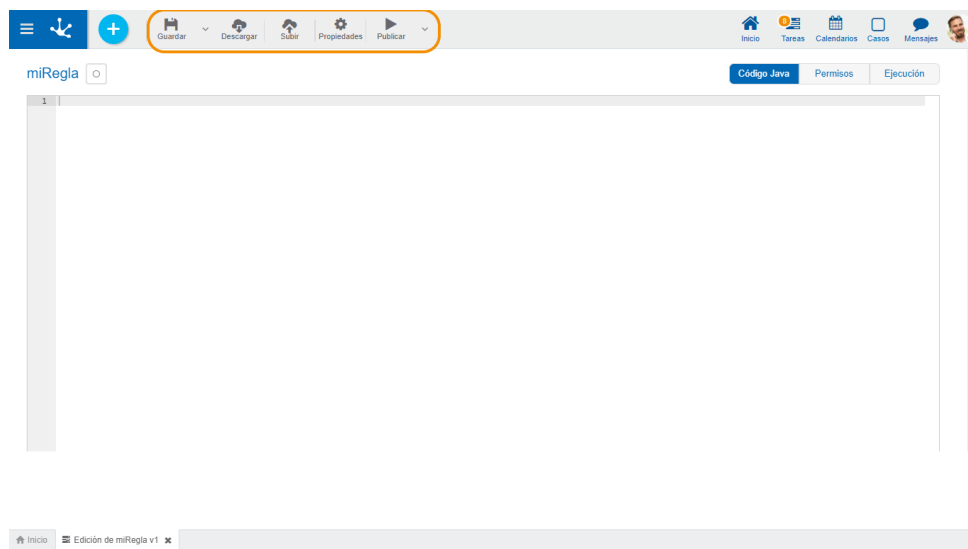 Guardar Descargar Subir Propiedades Publicar Inicio 0 Tareas Calendarios Casos Mensajes
miRegla Código Java Permisos Ejecución
1
Inicio Edición de miRegla v1